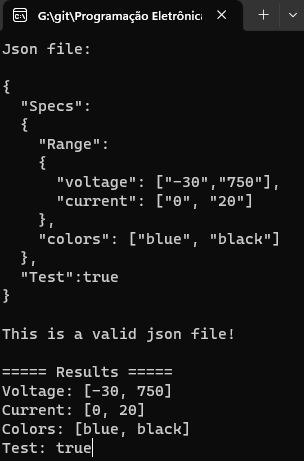 G:\git\Programação Eletrônica
Json file:
{
  "Specs":
  {
    "Range":
    {
      "voltage": ["-30","750"],
      "current": ["0", "20"]
    },
    "colors": ["blue", "black"]
  },
  "Test":true
}
This is a valid json file!
===== Results =====
Voltage: [-30, 750]
Current: [0, 20]
Colors: [blue, black]
Test: true